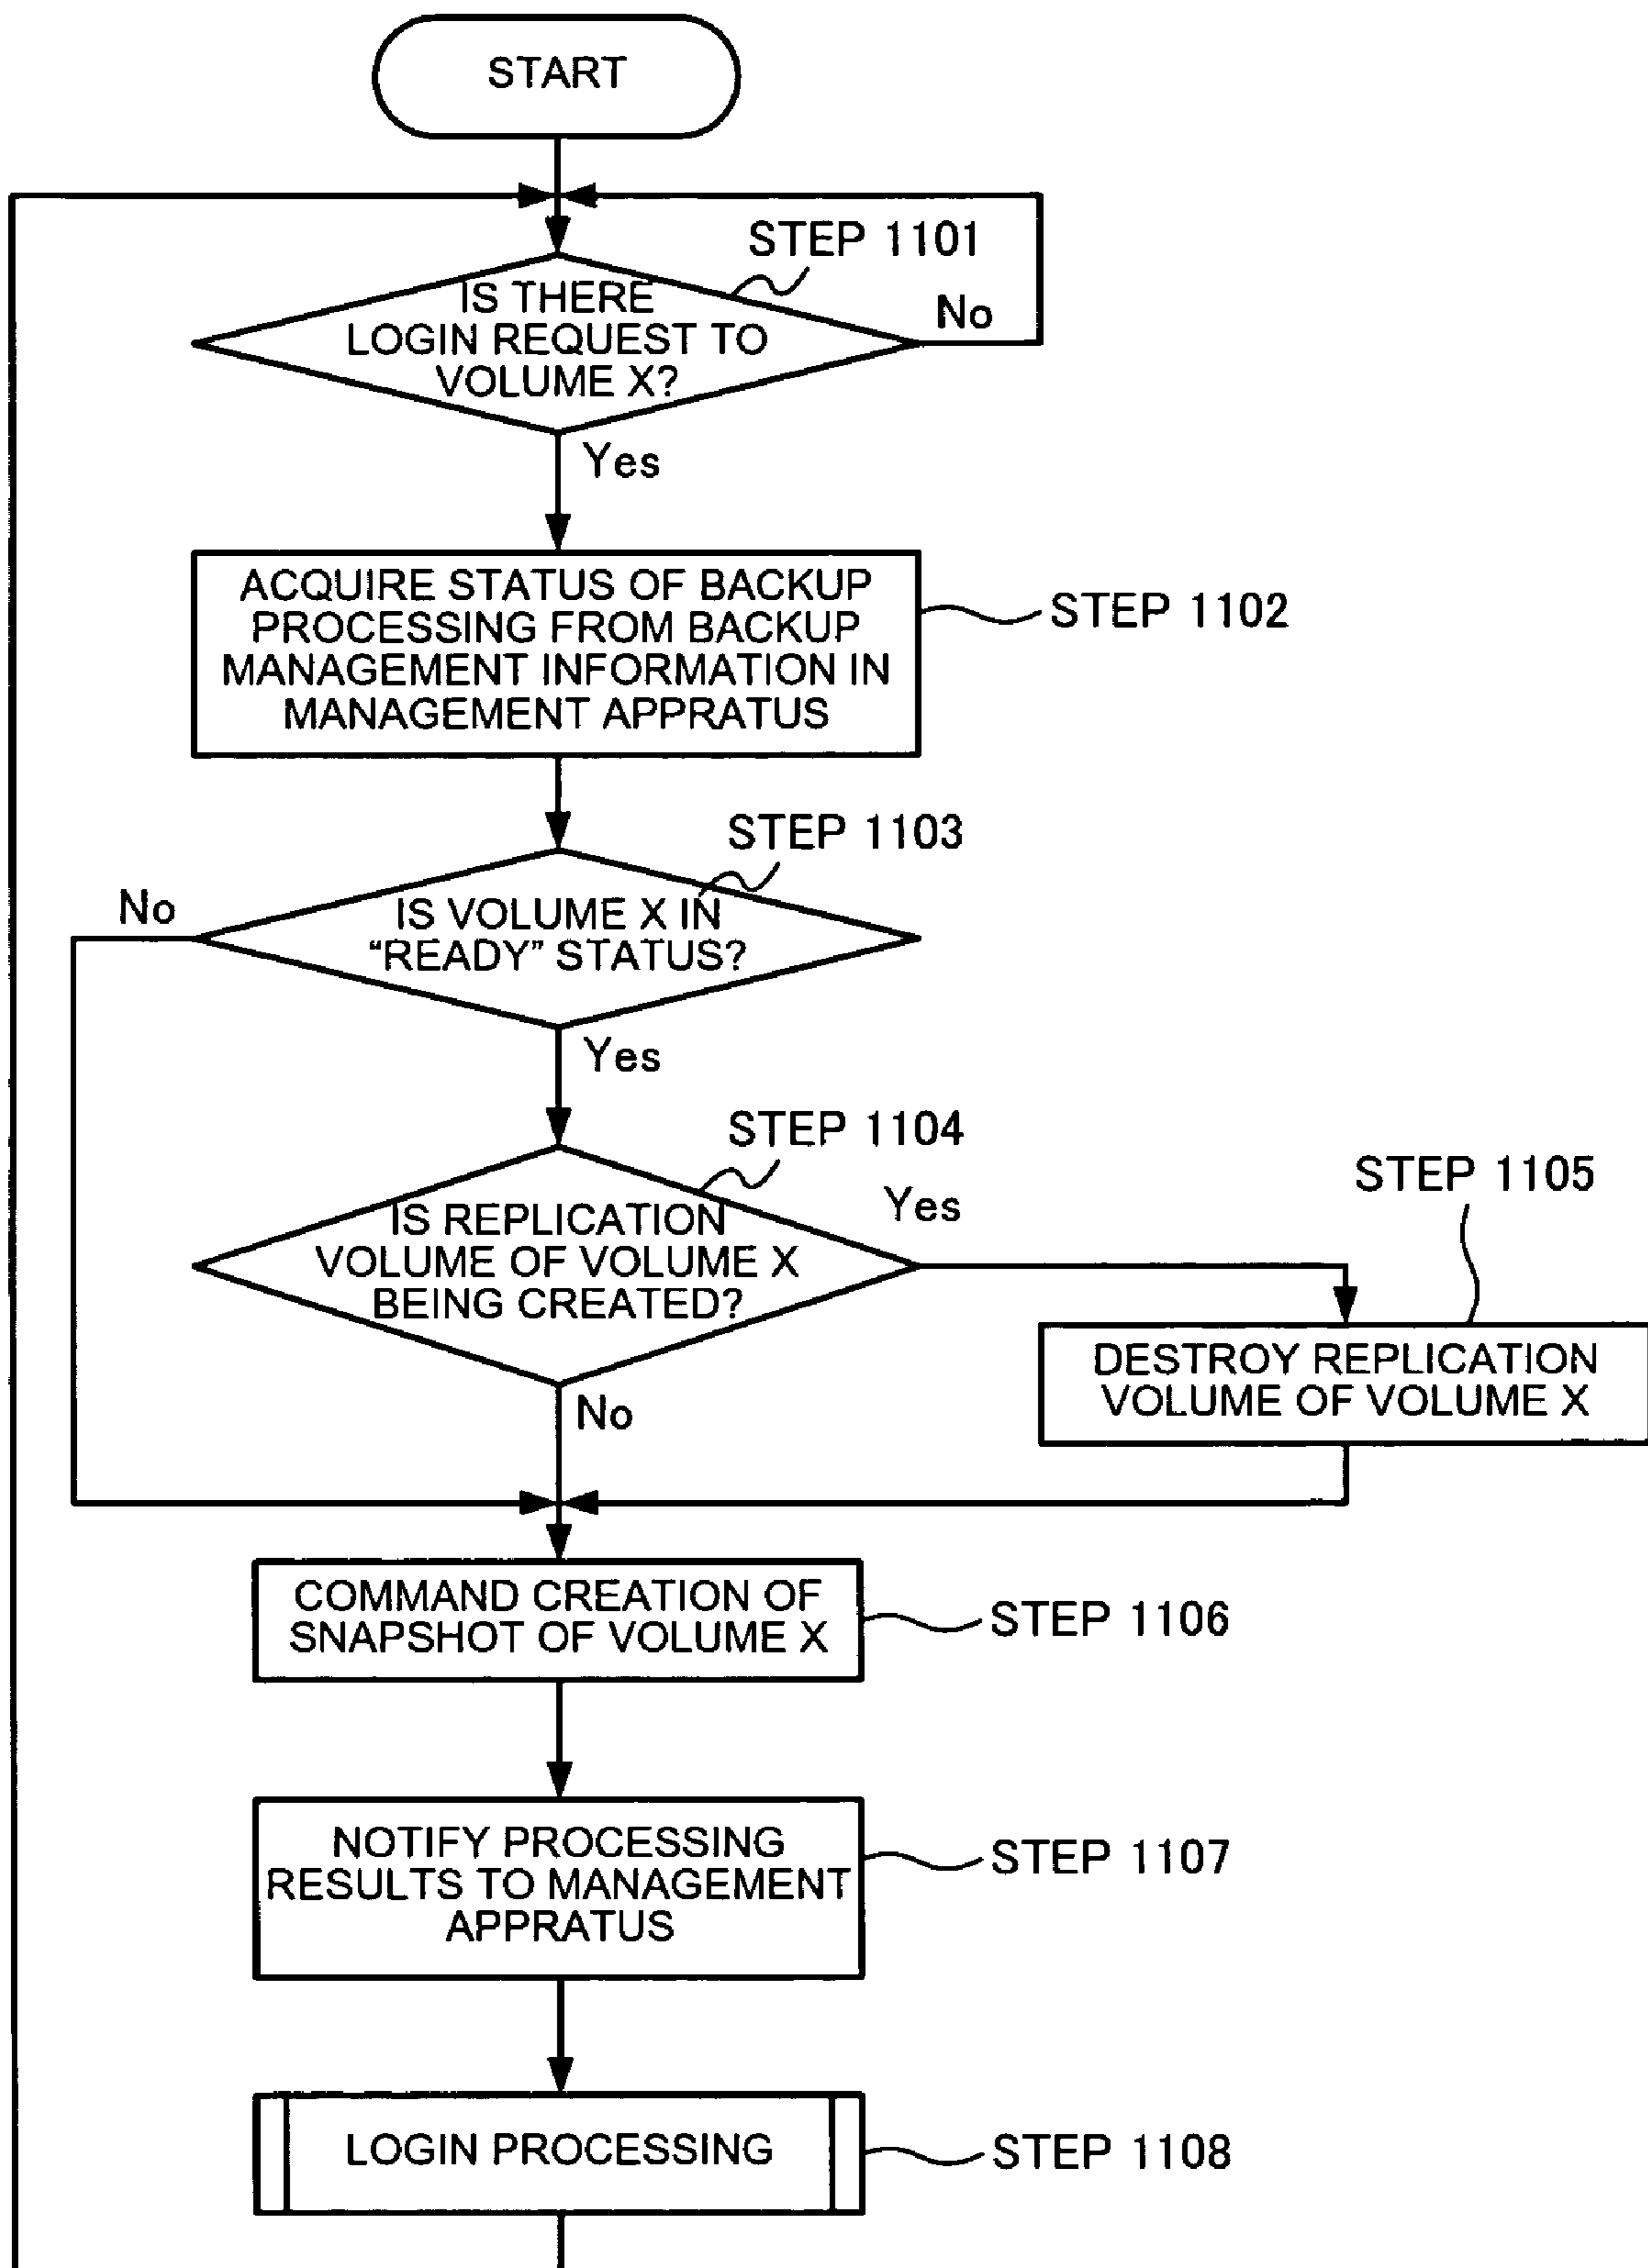 START
STEP 1101
IS THERE
LOGIN REQUEST TO
VOLUME X?
No
Yes
ACQUIRE STATUS OF BACKUP
PROCESSING FROM BACKUP
MANAGEMENT INFORMATION IN
MANAGEMENT APPRATUS
STEP 1102
STEP 1103
No
IS VOLUME X IN
“READY” STATUS?
Yes
STEP 1104
IS REPLICATION
VOLUME OF VOLUME X
BEING CREATED?
Yes
STEP 1105
DESTROY REPLICATION
VOLUME OF VOLUME X
No
COMMAND CREATION OF
SNAPSHOT OF VOLUME X
STEP 1106
NOTIFY PROCESSING
RESULTS TO MANAGEMENT
APPRATUS
STEP 1107
LOGIN PROCESSING
STEP 1108